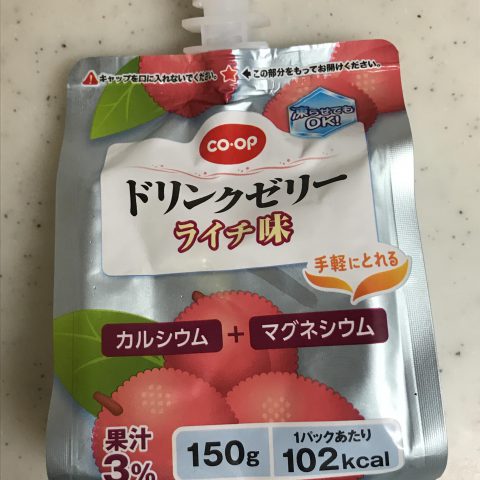 ⚠キャップを口に入れないでください。 ★←この部分をもってお開けください。
凍らせても
OK!
CO・OP
ドリンクゼリー
ライチ味
手軽にとれる
カルシウム + マグネシウム
果汁
3%
150g
1パックあたり
102kcal